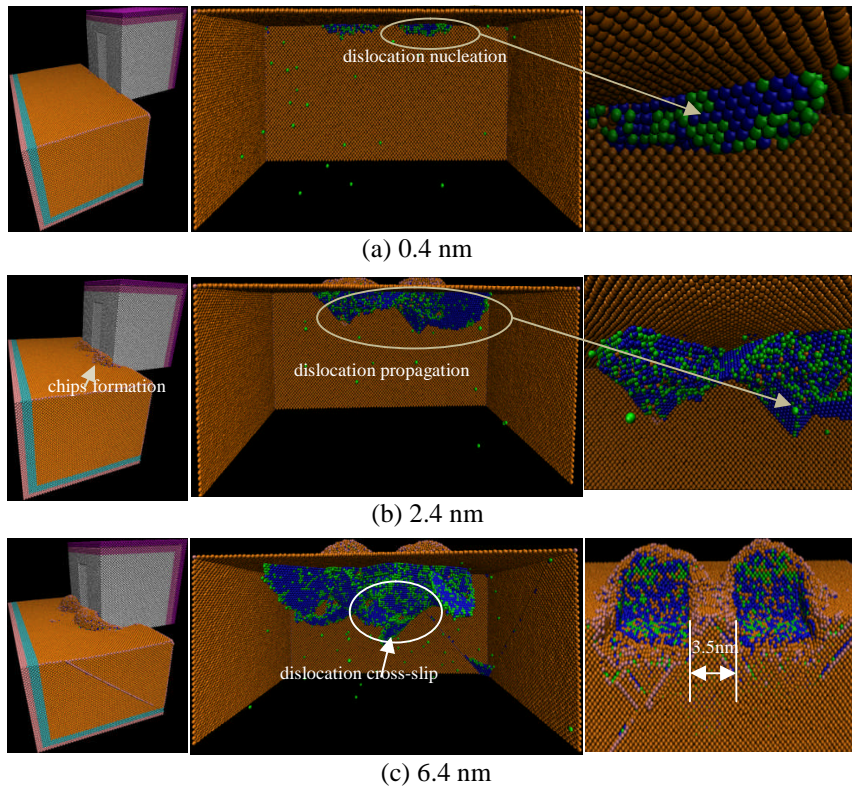 dislocation nucleation
(a) 0.4 nm
chips formation
dislocation propagation
(b) 2.4 nm
dislocation cross-slip
3.5nm
(c) 6.4 nm